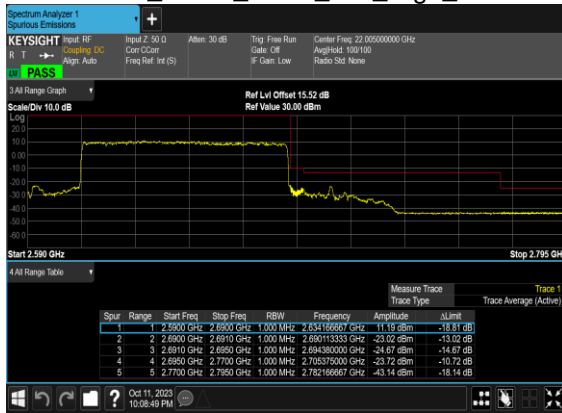 Spectrum Analyzer 1
Spurious Emissions
+
KEYSIGHT Input: RF Input Z: 50 Ω Atten: 30 dB Trig: Free Run Center Freq: 22.005000000 GHz
R T Coupling: DC Corr CCorr Gate: Off Avg|Hold: 100/100
Align: Auto Freq Ref: Int (S) IF Gain: Low Radio Std: None
PASS
3 All Range Graph
Ref Lvl Offset 15.52 dB
Scale/Div 10.0 dB Ref Value 30.00 dBm
Log
20.0
10.0
0.00
-10.0
-20.0
-30.0
-40.0
-50.0
-60.0
Start 2.590 GHz Stop 2.795 GHz
4 All Range Table
Measure Trace Trace 1
Trace Type Trace Average (Active)
Spur Range Start Freq Stop Freq RBW Frequency Amplitude ΔLimit
1 1 2.5900 GHz 2.6900 GHz 1.000 MHz 2.634166667 GHz 11.19 dBm -18.81 dB
2 2 2.6900 GHz 2.6910 GHz 1.000 MHz 2.690113333 GHz -23.02 dBm -13.02 dB
3 3 2.6910 GHz 2.6950 GHz 1.000 MHz 2.694380000 GHz -24.67 dBm -14.67 dB
4 4 2.6950 GHz 2.7700 GHz 1.000 MHz 2.705375000 GHz -23.72 dBm -10.72 dB
5 5 2.7700 GHz 2.7950 GHz 1.000 MHz 2.782166667 GHz -43.14 dBm -18.14 dB
? Oct 11, 2023
10:08:49 PM